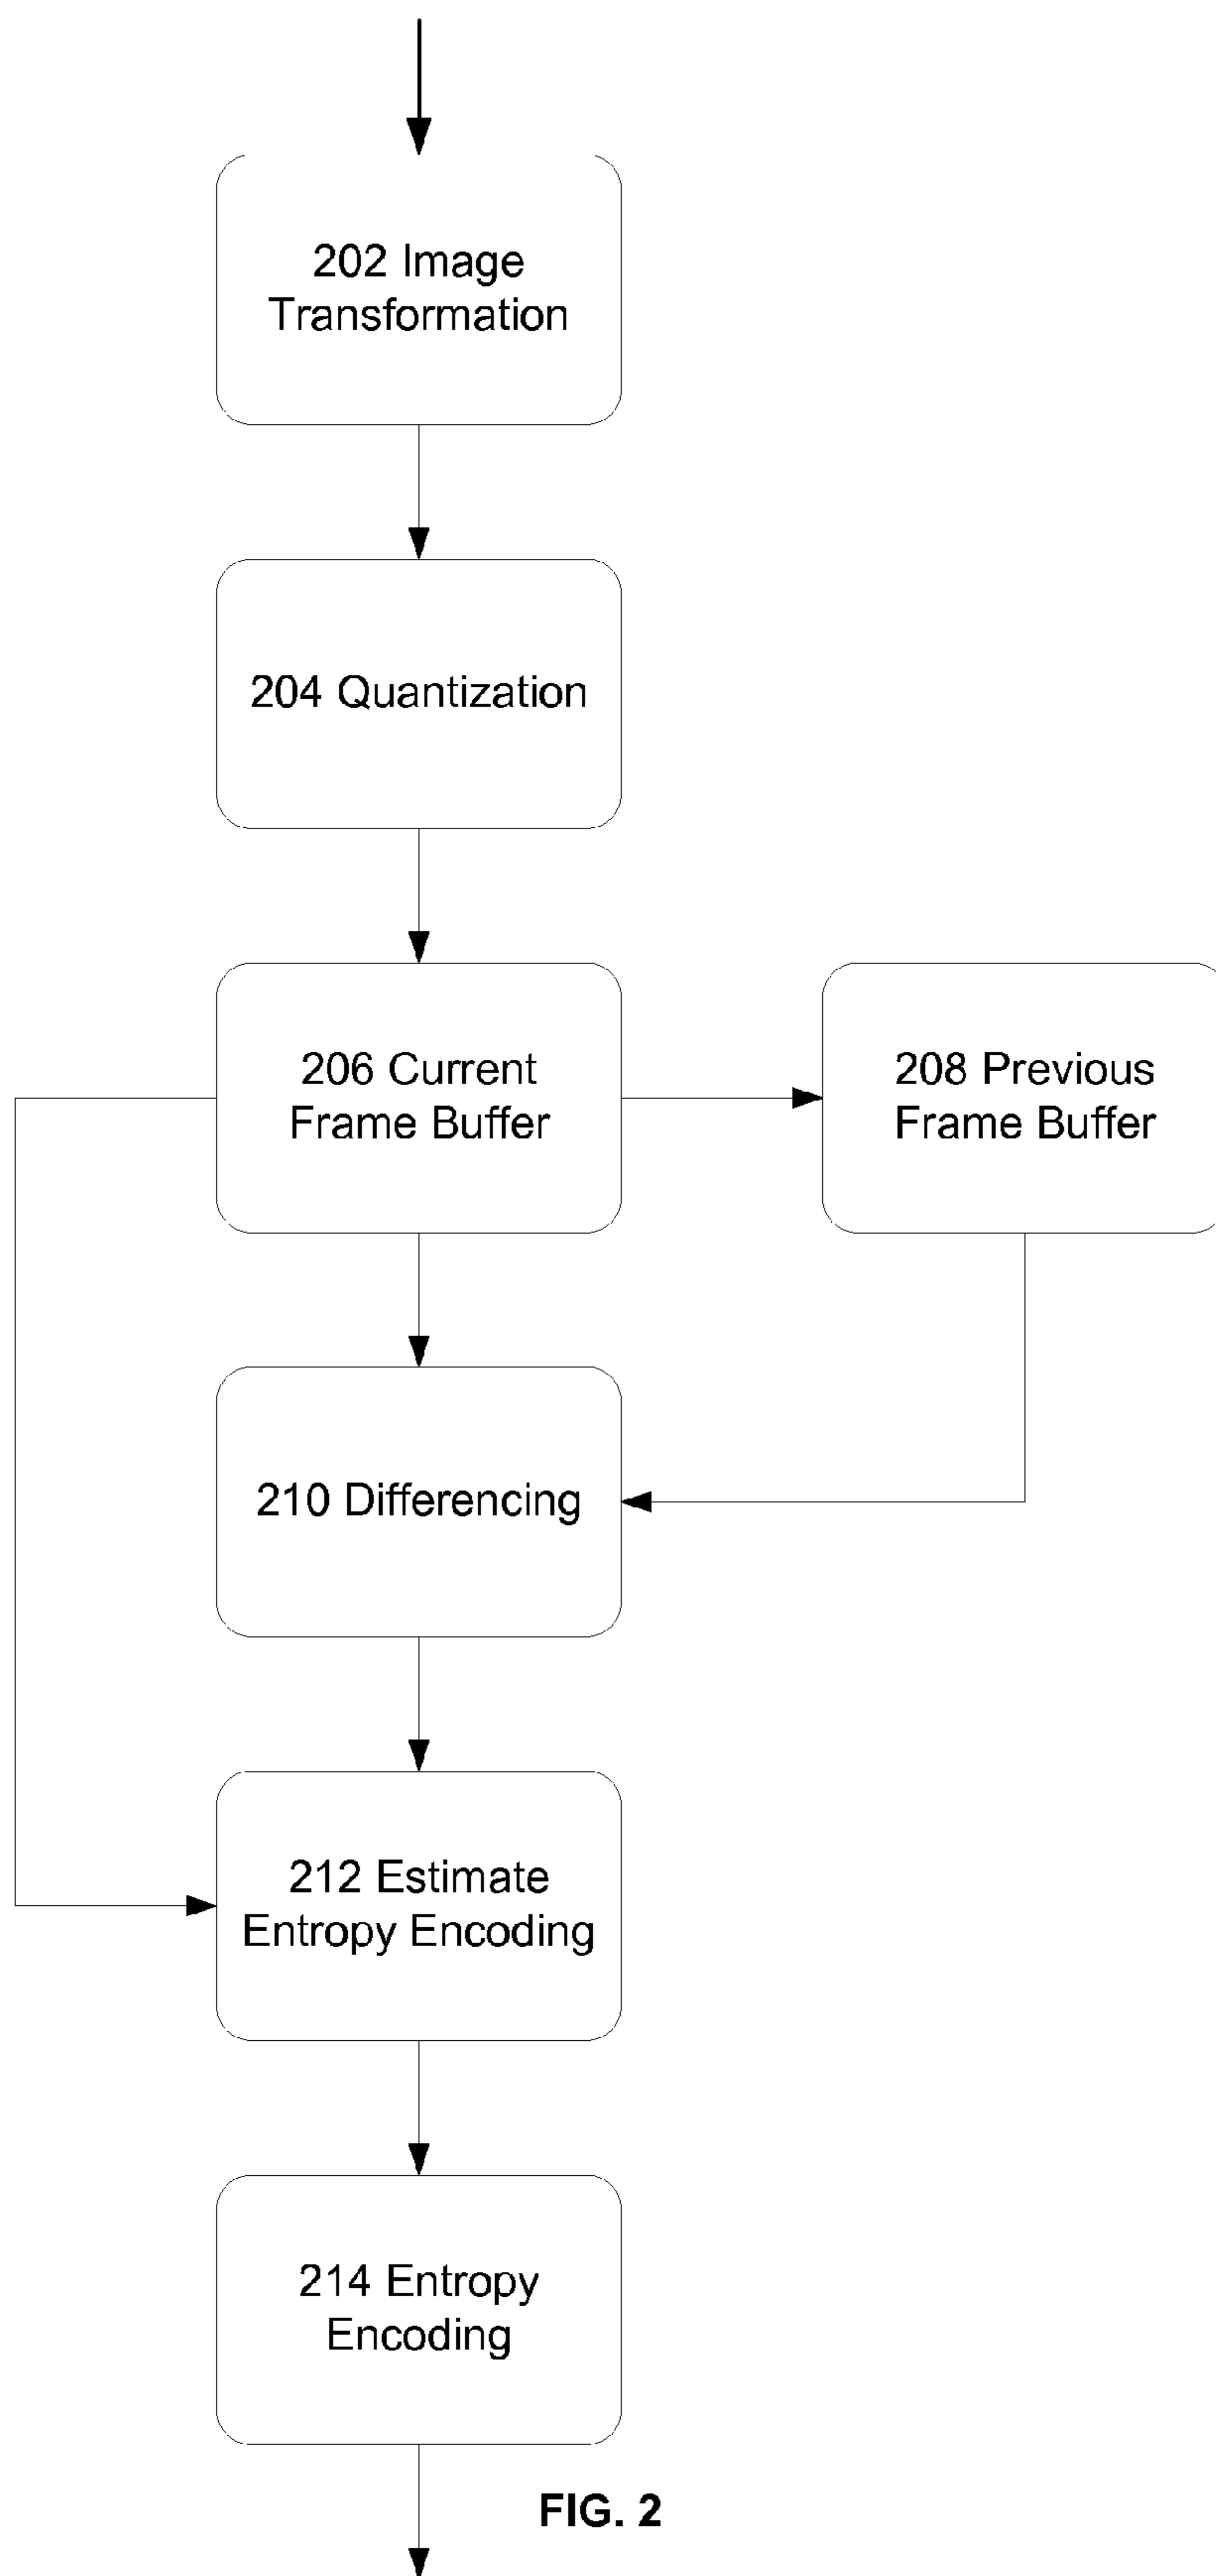 202 Image
Transformation
204 Quantization
206 Current
Frame Buffer
208 Previous
Frame Buffer
210 Differencing
212 Estimate
Entropy Encoding
214 Entropy
Encoding
FIG. 2